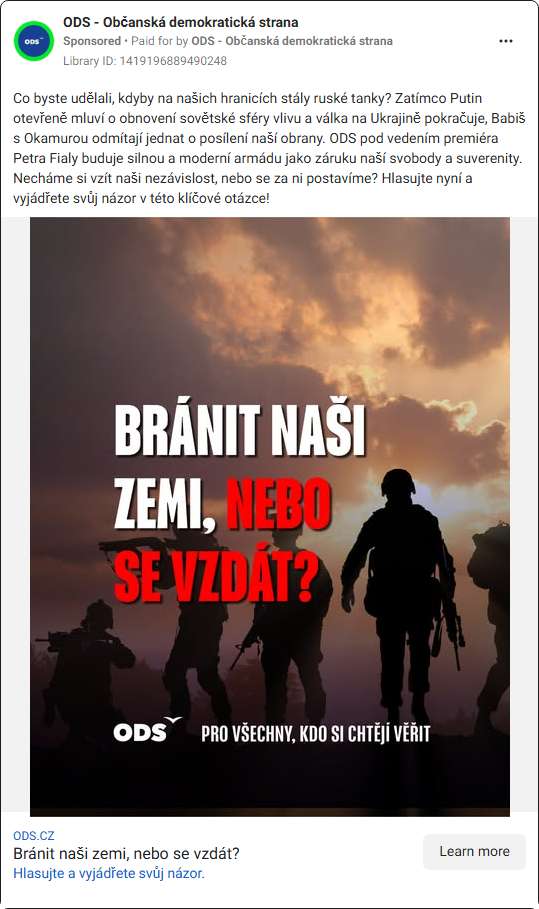 ODS - Občanská demokratická strana
Sponsored • Paid for by ODS - Občanská demokratická strana
Library ID: 1419196889490248
Co byste udělali, kdyby na našich hranicích stály ruské tanky? Zatímco Putin
otevřeně mluví o obnovení sovětské sféry vlivu a válka na Ukrajině pokračuje, Babiš
s Okamurou odmítají jednat o posílení naší obrany. ODS pod vedením premiéra
Petra Fialy buduje silnou a moderní armádu jako záruku naší svobody a suverenity.
Necháme si vzít naši nezávislost, nebo se za ni postavíme? Hlasujte nyní a
vyjádřete svůj názor v této klíčové otázce!
BRÁNIT NAŠI
ZEMI, NEBO
SE VZDÁT?
ODS PRO VŠECHNY, KDO SI CHTĚJÍ VĚŘIT
ODS.CZ
Bránit naši zemi, nebo se vzdát?
Hlasujte a vyjádřete svůj názor.
Learn more